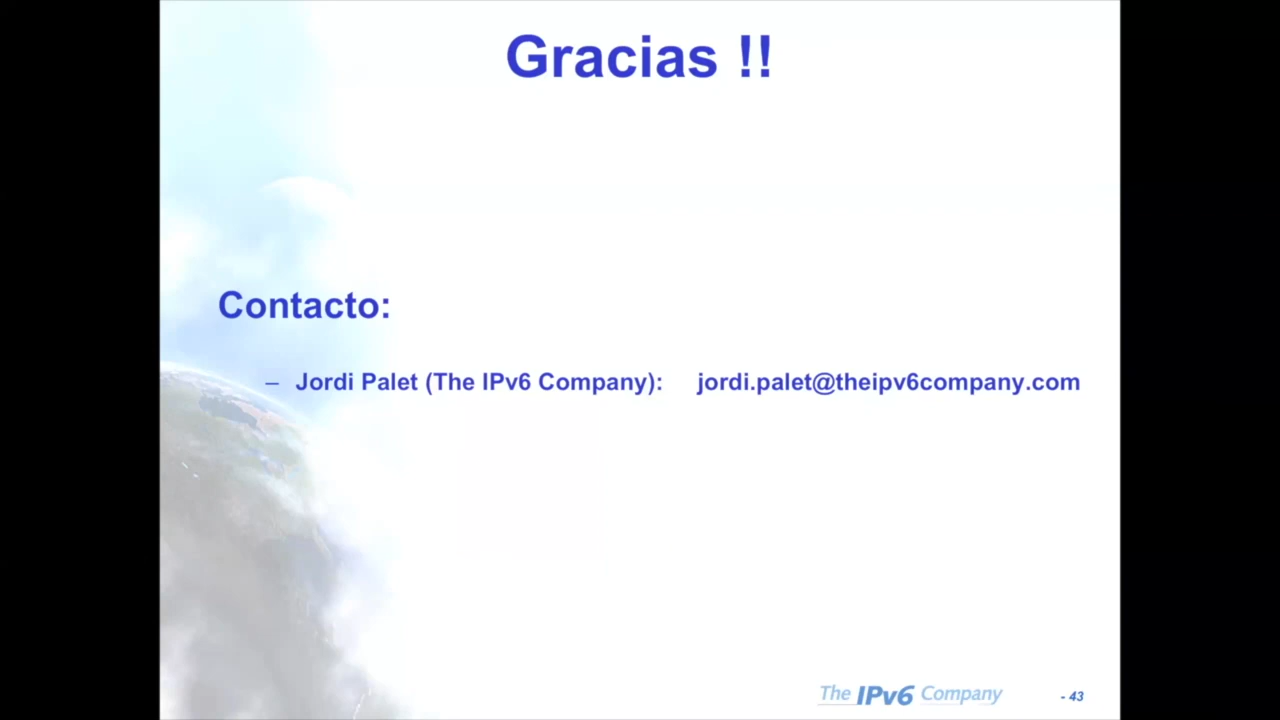 Gracias !!
Contacto:
– Jordi Palet (The IPv6 Company): jordi.palet@theipv6company.com
The IPv6 Company
- 43